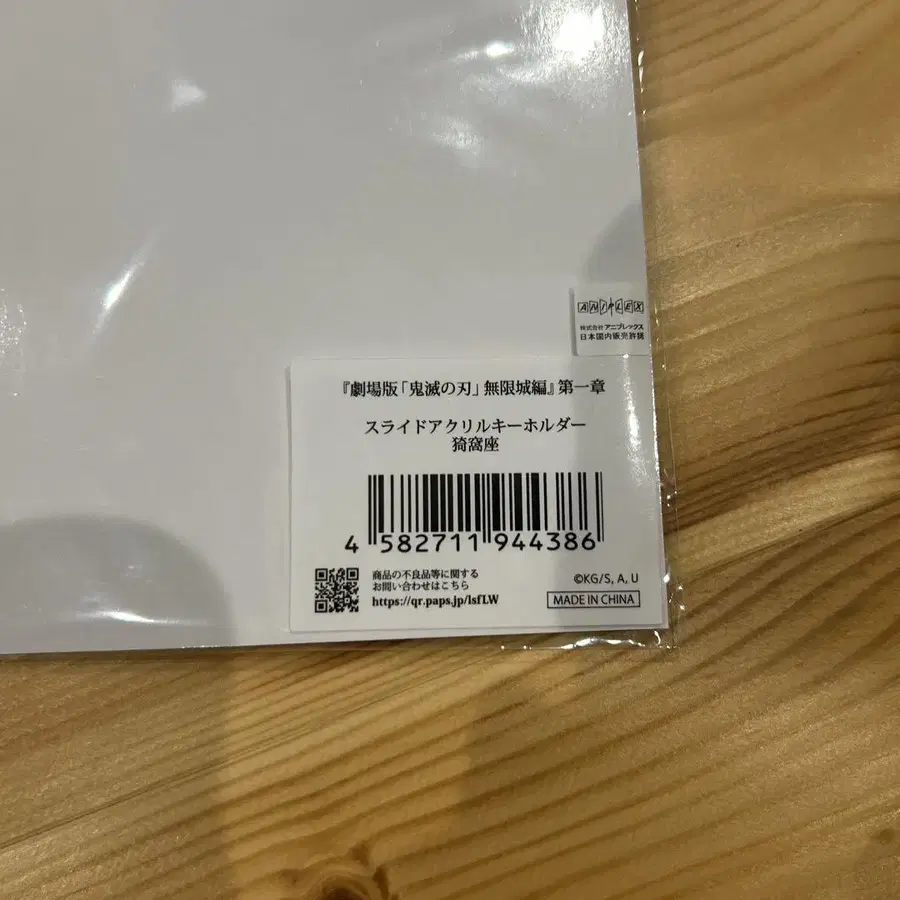 ANIPLEX
株式会社 アニプレックス
日本国内販売許諾
『劇場版「鬼滅の刃」無限城編』第一章
スライドアクリルキーホルダー
猗窩座
4 582711 944386
商品の不良品等に関する
お問い合わせはこちら
https://qr.paps.jp/lsfLW
©KG/S, A, U
MADE IN CHINA